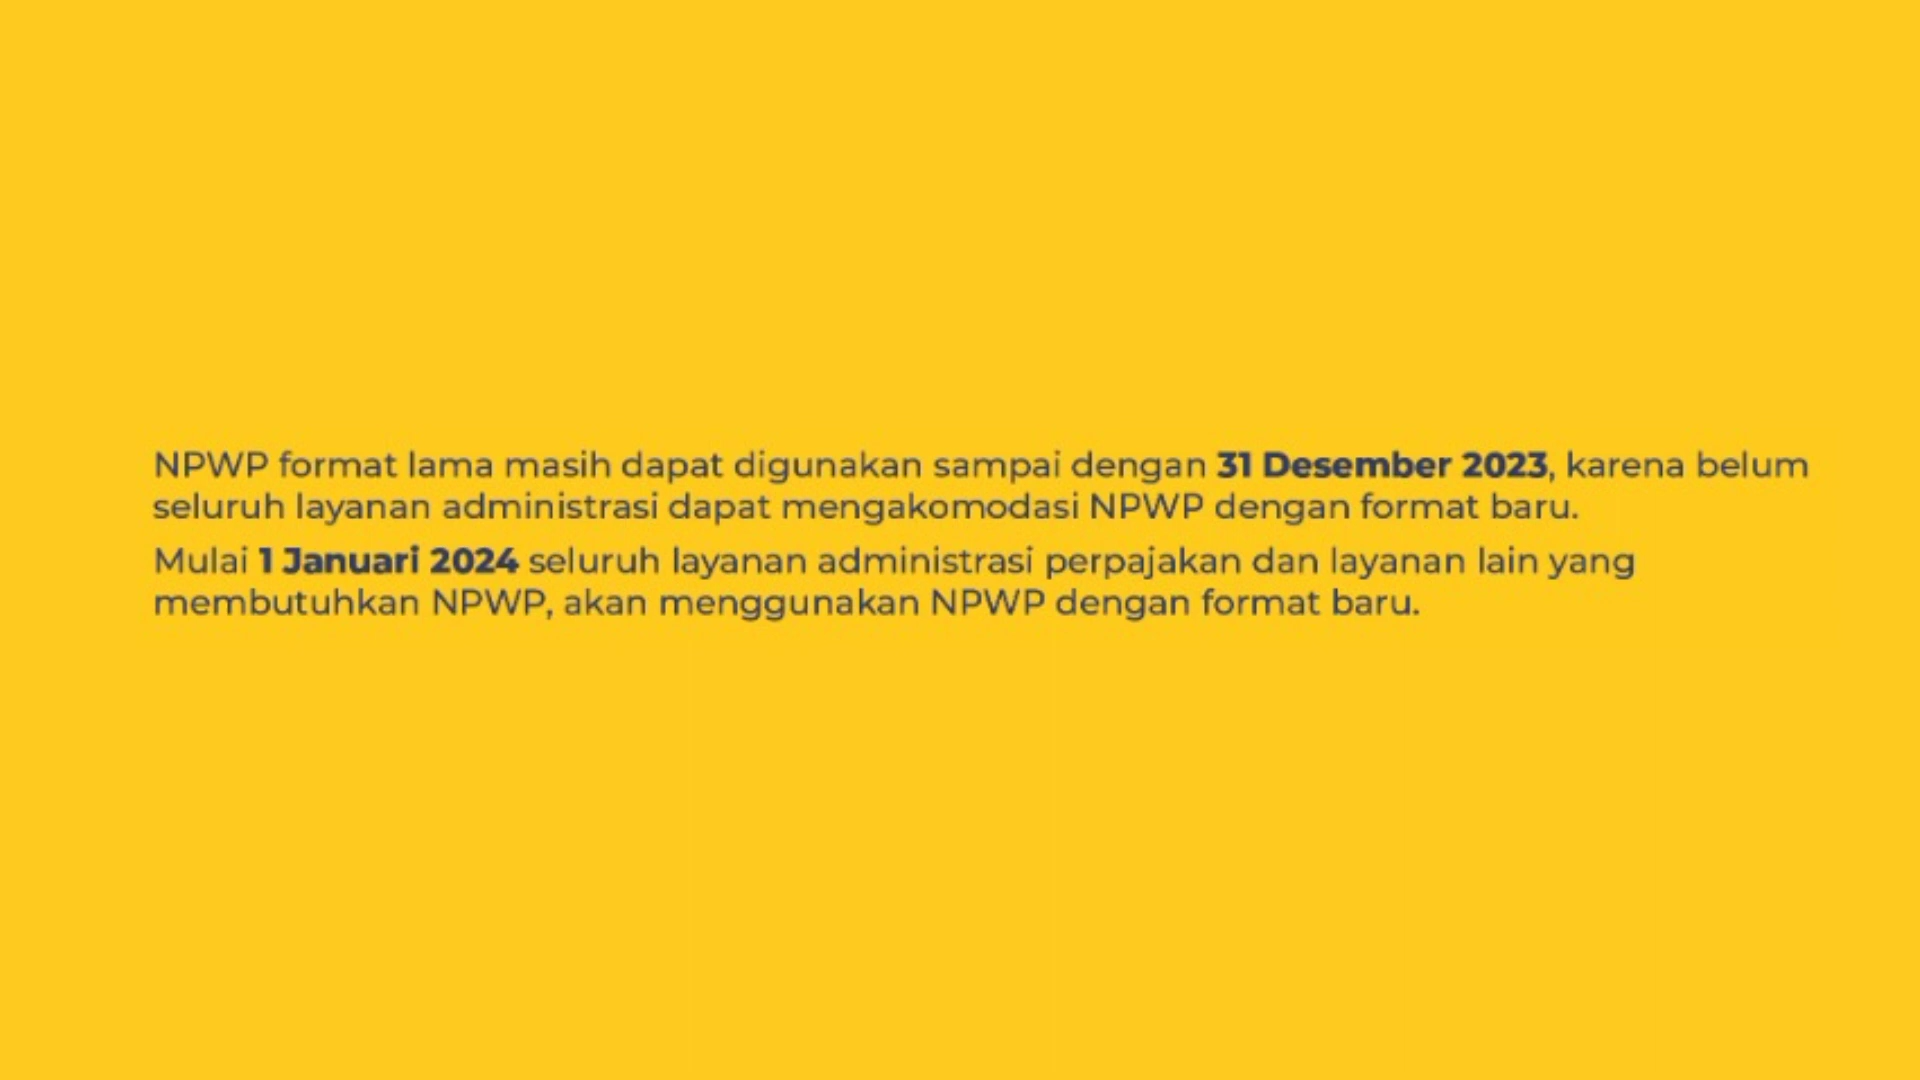 NPWP format lama masih dapat digunakan sampai dengan 31 Desember 2023, karena belum
seluruh layanan administrasi dapat mengakomodasi NPWP dengan format baru.
Mulai 1 Januari 2024 seluruh layanan administrasi perpajakan dan layanan lain yang
membutuhkan NPWP, akan menggunakan NPWP dengan format baru.